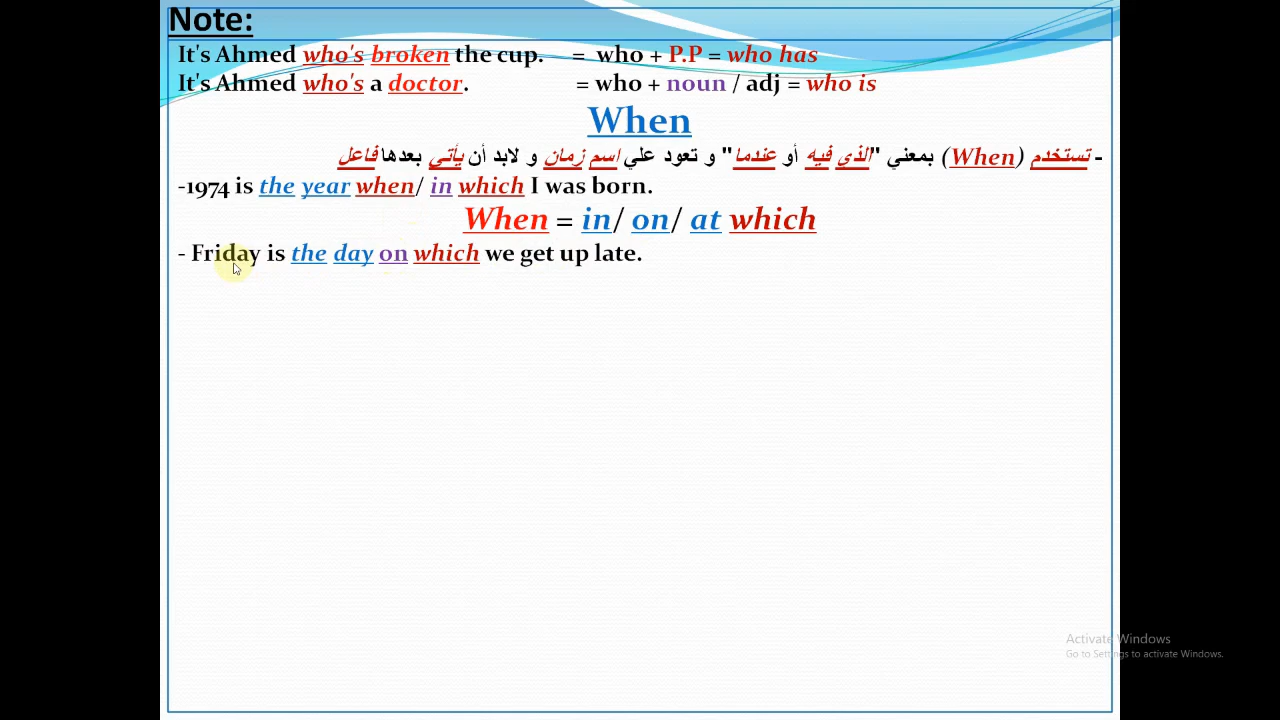 Note:
It's Ahmed who's broken the cup. = who + P.P = who has
It's Ahmed who's a doctor. = who + noun / adj = who is
When
- تستخدم (When) بمعني "الذي فيه أو عندما" و تعود علي اسم زمان و لابد أن يأتي بعدها فاعل
-1974 is the year when/ in which I was born.
When = in/ on/ at which
- Friday is the day on which we get up late.
Activate Windows
Go to Settings to activate Windows.